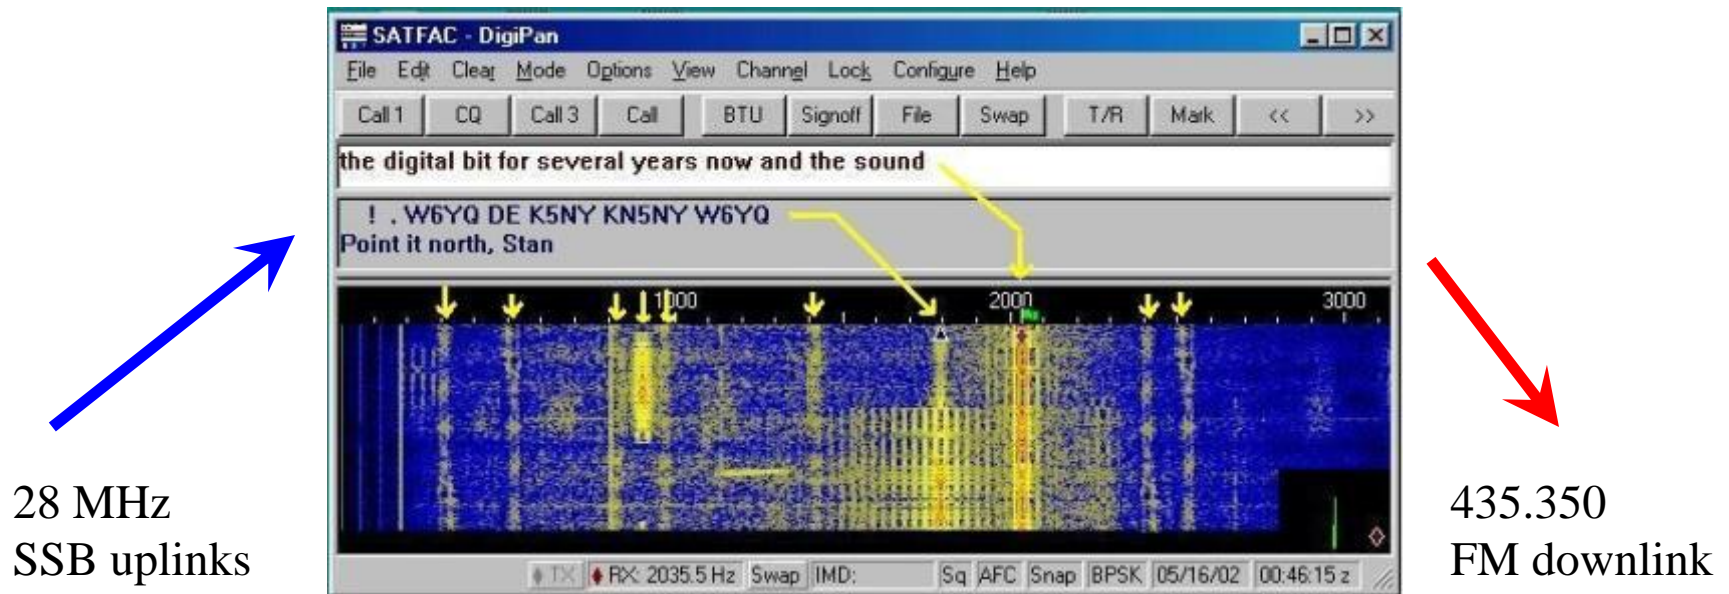 SATFAC - DigiPan
File Edit Clear Mode Options View Channel Lock Configure Help
Call 1 CQ Call 3 Call BTU Signoff File Swap T/R Mark << >>
the digital bit for several years now and the sound
! . W6YQ DE K5NY KN5NY W6YQ
Point it north, Stan
1000 2000 3000
28 MHz
SSB uplinks
435.350
FM downlink
TX RX: 2035.5 Hz Swap IMD: Sq AFC Snap BPSK 05/16/02 00:46:15 z